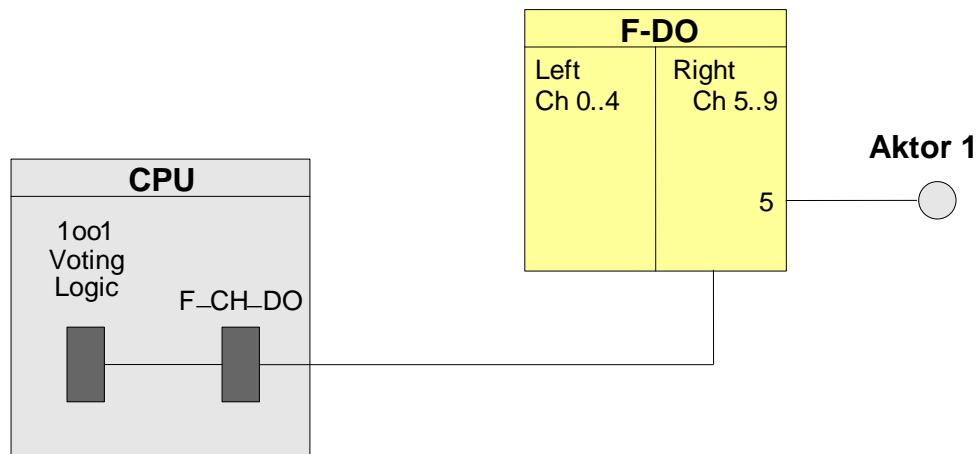 F-DO
Left
Ch 0..4
Right
Ch 5..9
5
Aktor 1
CPU
1oo1
Voting
Logic
F_CH_DO